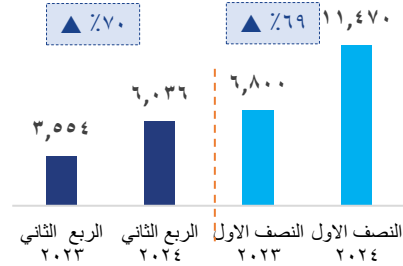 ▲ ٪٧٠
▲ ٪٦٩
٣,٥٥٤
٦,٠٣٦
٦,٨٠٠
١١,٤٧٠
الربع الثاني ٢٠٢٣
الربع الثاني ٢٠٢٤
النصف الاول ٢٠٢٣
النصف الاول ٢٠٢٤